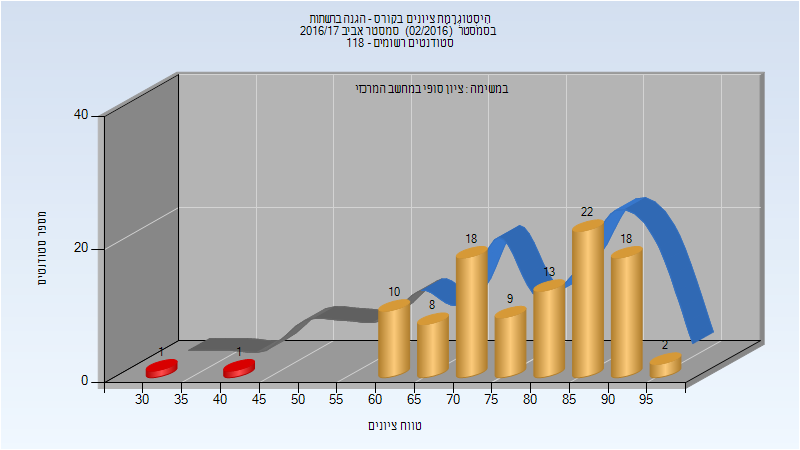 היסטוגרמת ציונים בקורס - הגנה ברשתות
בסמסטר (02/2016) סמסטר אביב 2016/17
סטודנטים רשומים - 118
במשימה : ציון סופי במחשב המרכזי
מספר סטודנטים
40
20
0
1
1
10
8
18
9
13
22
18
2
30 35 40 45 50 55 60 65 70 75 80 85 90 95
טווח ציונים